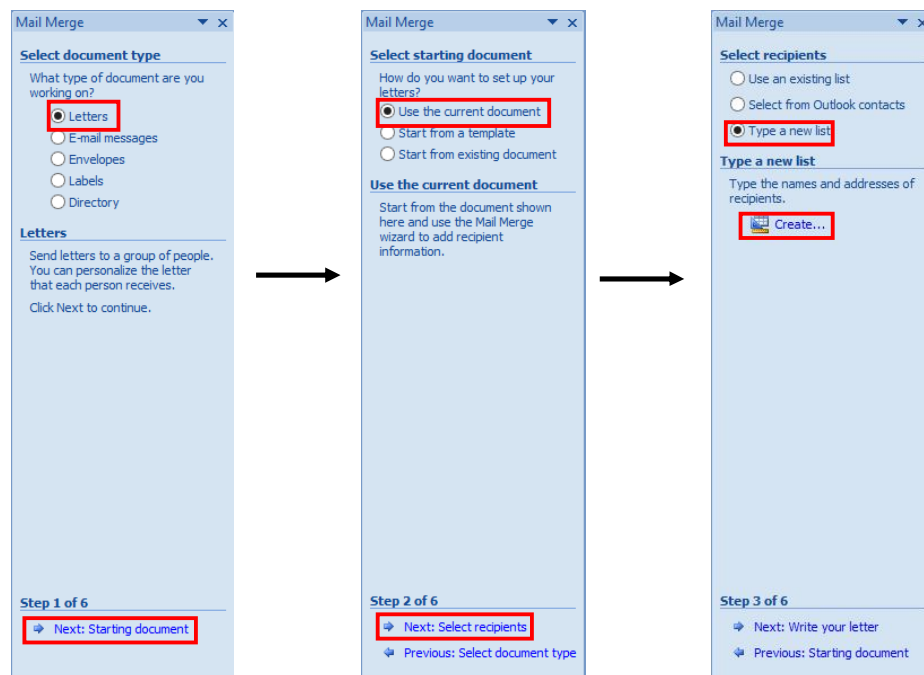 Mail Merge
Select document type
What type of document are you
working on?
Letters
E-mail messages
Envelopes
Labels
Directory
Letters
Send letters to a group of people.
You can personalize the letter
that each person receives.
Click Next to continue.
Step 1 of 6
Next: Starting document
Mail Merge
Select starting document
How do you want to set up your
letters?
Use the current document
Start from a template
Start from existing document
Use the current document
Start from the document shown
here and use the Mail Merge
wizard to add recipient
information.
Step 2 of 6
Next: Select recipients
Previous: Select document type
Mail Merge
Select recipients
Use an existing list
Select from Outlook contacts
Type a new list
Type a new list
Type the names and addresses of
recipients.
Create...
Step 3 of 6
Next: Write your letter
Previous: Starting document